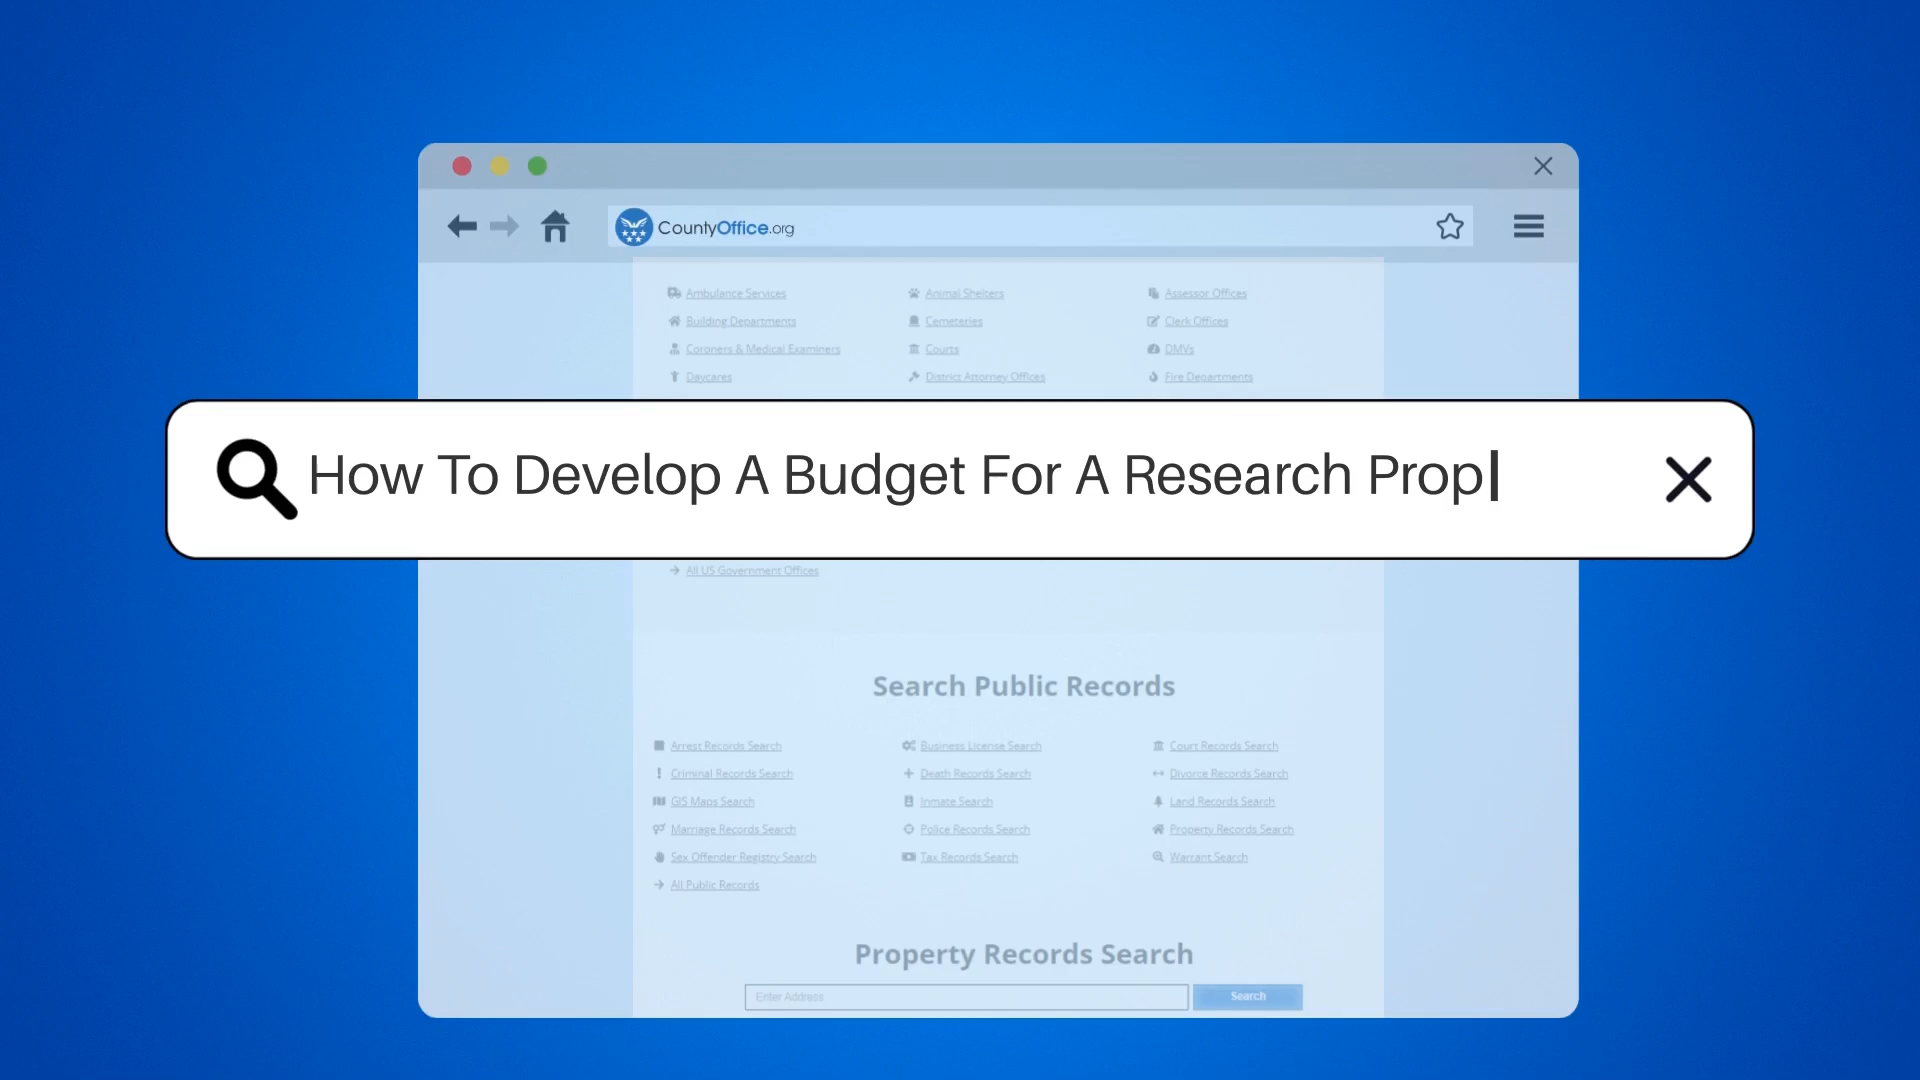 CountyOffice.org
Ambulance Services Animal Shelters Assessor Offices
Building Departments Cemeteries Clerk Offices
Coroners & Medical Examiners Courts DMVs
Daycares District Attorney Offices Fire Departments
How To Develop A Budget For A Research Prop
All US Government Offices
Search Public Records
Arrest Records Search Business License Search Court Records Search
Criminal Records Search Death Records Search Divorce Records Search
GIS Maps Search Inmate Search Land Records Search
Marriage Records Search Police Records Search Property Records Search
Sex Offender Registry Search Tax Records Search Warrant Search
All Public Records
Property Records Search
Enter Address Search